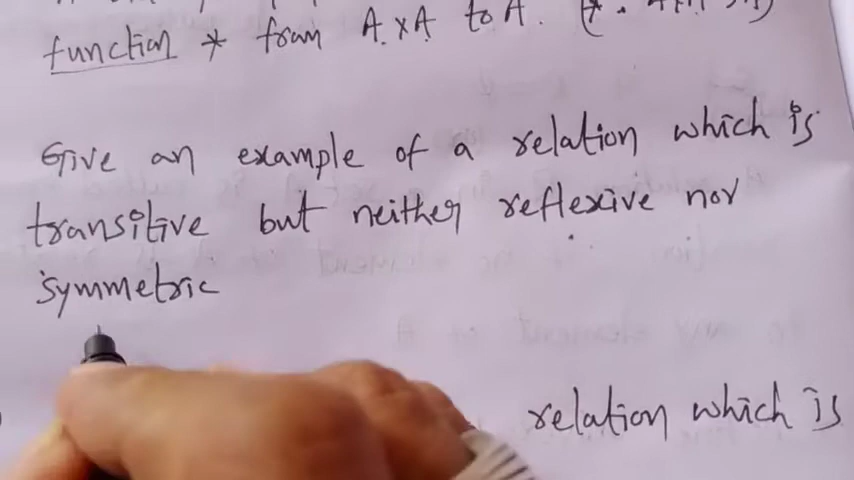 function * from A × A to A.
Give an example of a relation which is
transitive but neither reflexive nor
symmetric
relation which is